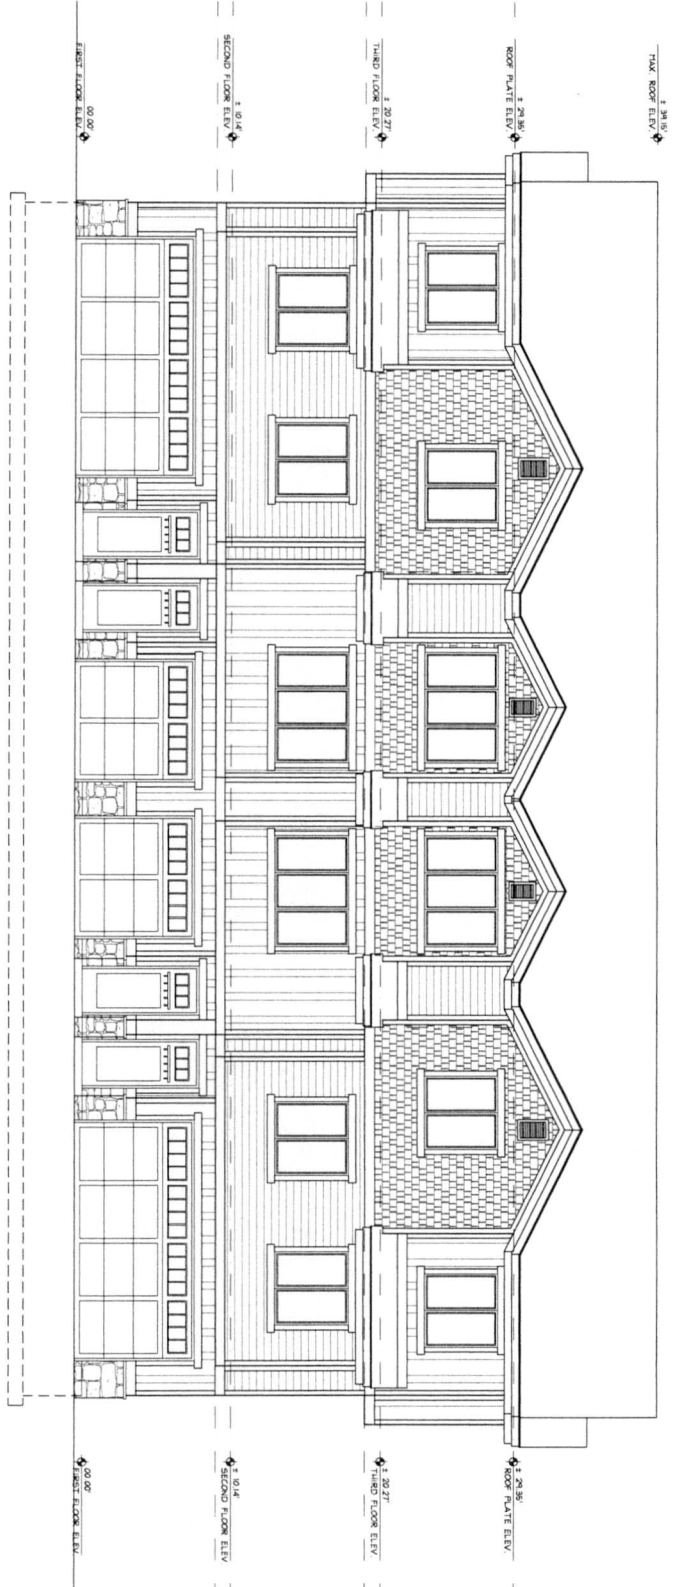 MAX. ROOF ELEV.
± 39.15'
ROOF PLATE ELEV.
± 29.36'
THIRD FLOOR ELEV.
± 20.27'
SECOND FLOOR ELEV.
± 10.14'
FIRST FLOOR ELEV.
00.00'
± 29.36'
ROOF PLATE ELEV.
± 20.27'
THIRD FLOOR ELEV.
± 10.14'
SECOND FLOOR ELEV.
00.00'
FIRST FLOOR ELEV.